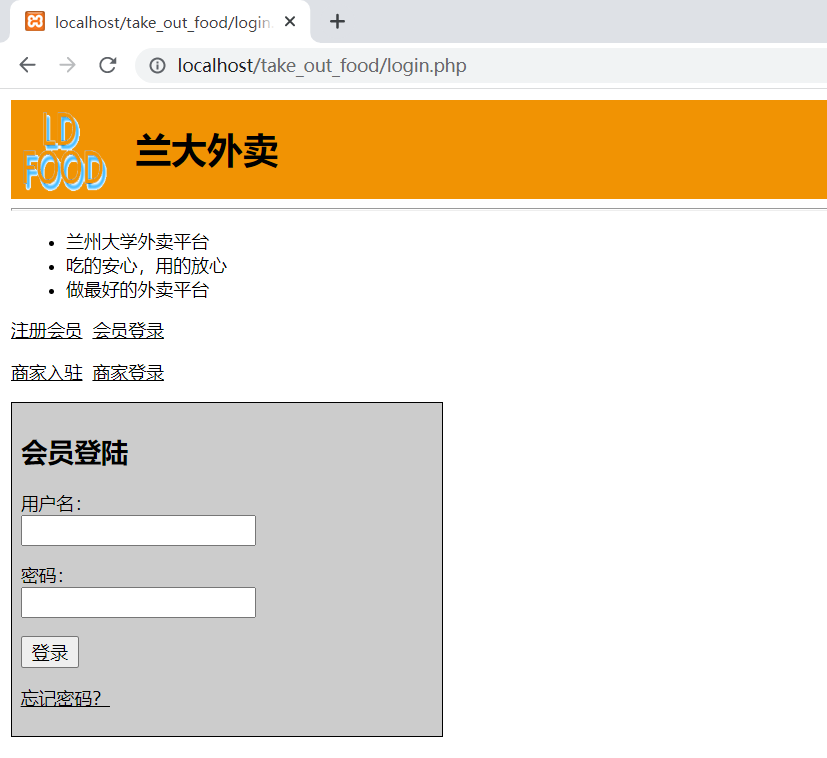 localhost/take_out_food/login.
localhost/take_out_food/login.php
LD
FOOD
兰大外卖
兰州大学外卖平台
吃的安心，用的放心
做最好的外卖平台
注册会员 会员登录
商家入驻 商家登录
会员登陆
用户名：
密码：
登录
忘记密码？